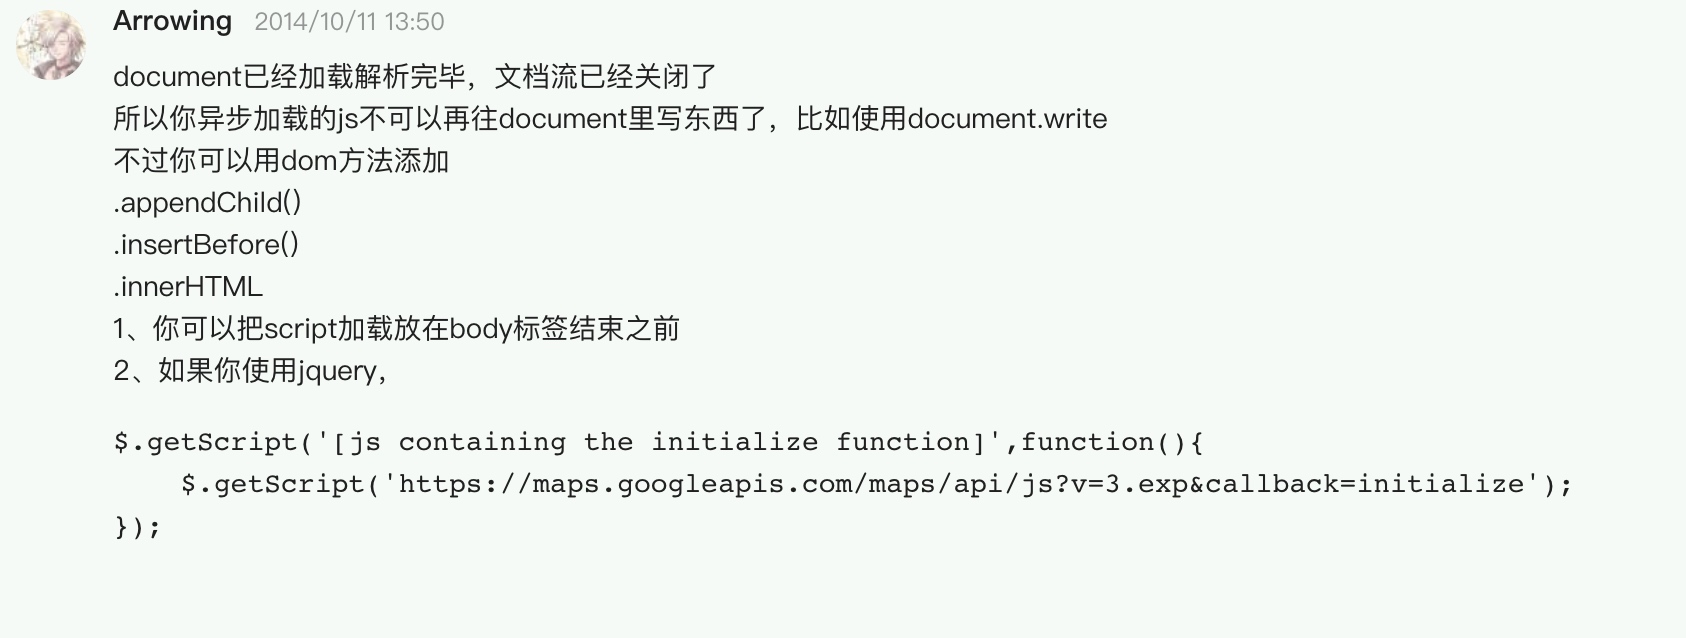 Arrowing 2014/10/11 13:50
document已经加载解析完毕，文档流已经关闭了
所以你异步加载的js不可以再往document里写东西了，比如使用document.write
不过你可以用dom方法添加
.appendChild()
.insertBefore()
.innerHTML
1、你可以把script加载放在body标签结束之前
2、如果你使用jquery，
$.getScript('[js containing the initialize function]',function(){
    $.getScript('https://maps.googleapis.com/maps/api/js?v=3.exp&callback=initialize');
});